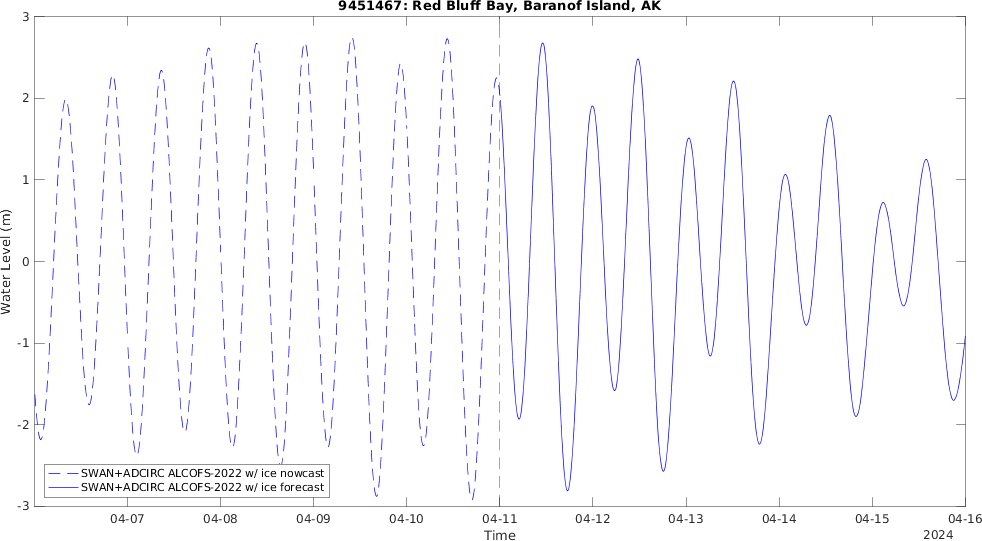 9451467: Red Bluff Bay, Baranof Island, AK
Water Level (m)
3
2
1
0
-1
-2
-3
SWAN+ADCIRC ALCOFS-2022 w/ ice nowcast
SWAN+ADCIRC ALCOFS-2022 w/ ice forecast
04-07 04-08 04-09 04-10 04-11 04-12 04-13 04-14 04-15 04-16
Time
2024